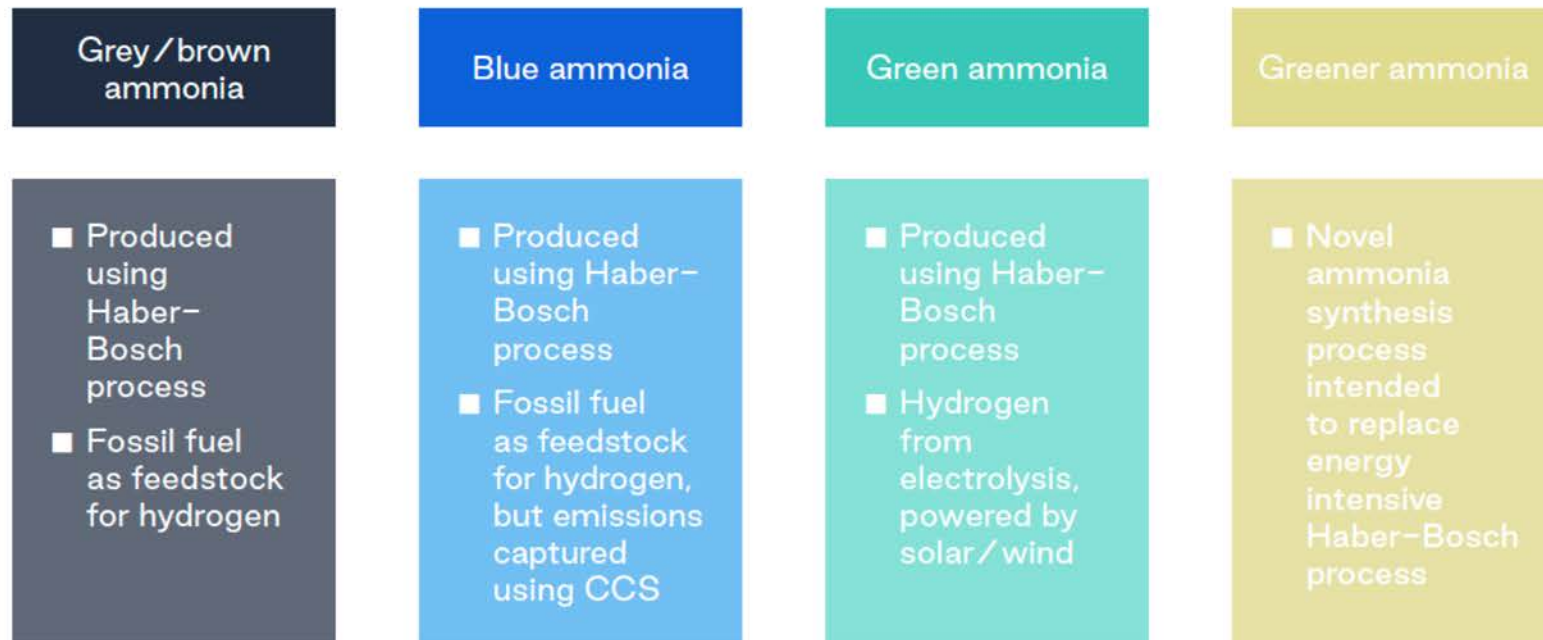 Grey/brown
ammonia
Blue ammonia
Green ammonia
Greener ammonia
■ Produced
using
Haber–
Bosch
process
■ Fossil fuel
as feedstock
for hydrogen
■ Produced
using Haber–
Bosch
process
■ Fossil fuel
as feedstock
for hydrogen,
but emissions
captured
using CCS
■ Produced
using Haber–
Bosch
process
■ Hydrogen
from
electrolysis,
powered by
solar/wind
■ Novel
ammonia
synthesis
process
intended
to replace
energy
intensive
Haber–Bosch
process